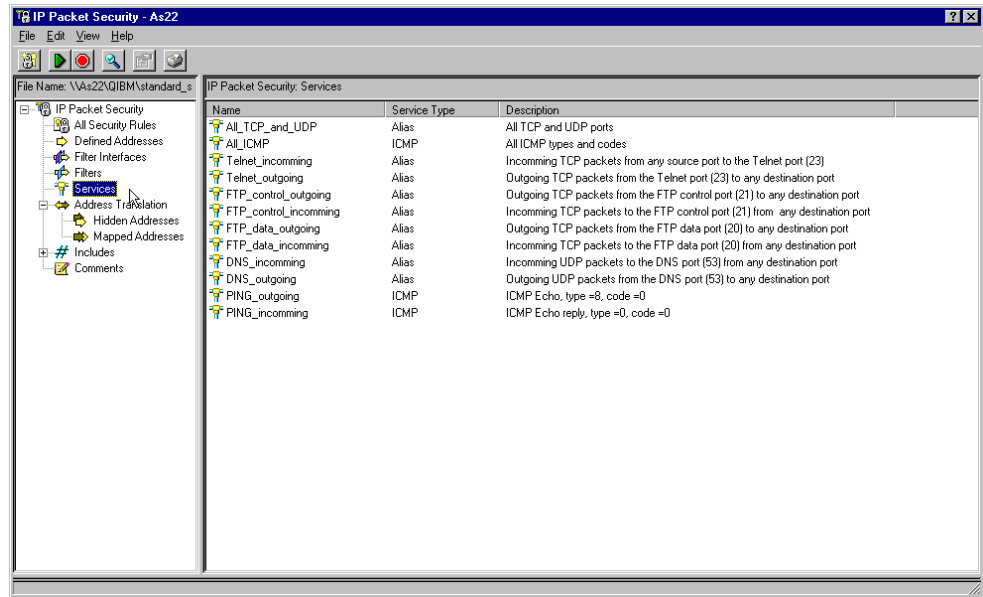 IP Packet Security - As22
File Edit View Help
File Name: \\As22\QIBM\standard_s
IP Packet Security: Services
IP Packet Security
All Security Rules
Defined Addresses
Filter Interfaces
Filters
Services
Address Translation
Hidden Addresses
Mapped Addresses
Includes
Comments
Name Service Type Description
All_TCP_and_UDP Alias All TCP and UDP ports
All_ICMP ICMP All ICMP types and codes
Telnet_incomming Alias Incomming TCP packets from any source port to the Telnet port (23)
Telnet_outgoing Alias Outgoing TCP packets from the Telnet port (23) to any destination port
FTP_control_outgoing Alias Outgoing TCP packets from the FTP control port (21) to any destination port
FTP_control_incomming Alias Incomming TCP packets to the FTP control port (21) from any destination port
FTP_data_outgoing Alias Outgoing TCP packets from the FTP data port (20) to any destination port
FTP_data_incomming Alias Incomming TCP packets to the FTP data port (20) from any destination port
DNS_incomming Alias Incomming UDP packets to the DNS port (53) from any destination port
DNS_outgoing Alias Outgoing UDP packets from the DNS port (53) to any destination port
PING_outgoing ICMP ICMP Echo, type =8, code =0
PING_incomming ICMP ICMP Echo reply, type =0, code =0